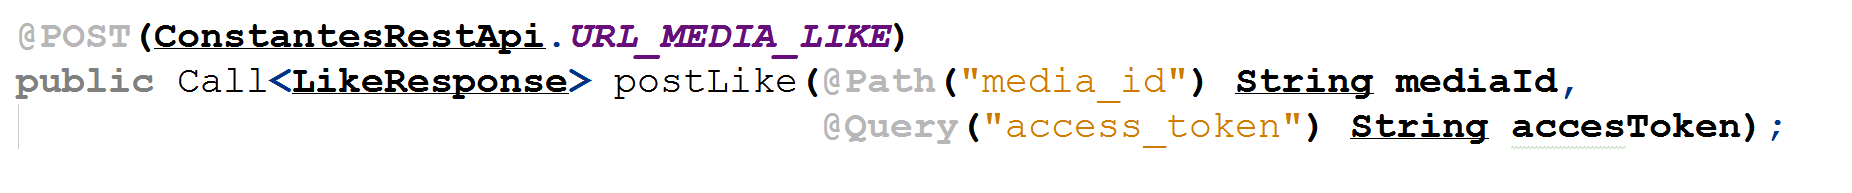 @POST(ConstantesRestApi.URL_MEDIA_LIKE)
public Call<LikeResponse> postLike(@Path("media_id") String mediaId,
@Query("access_token") String accesToken);